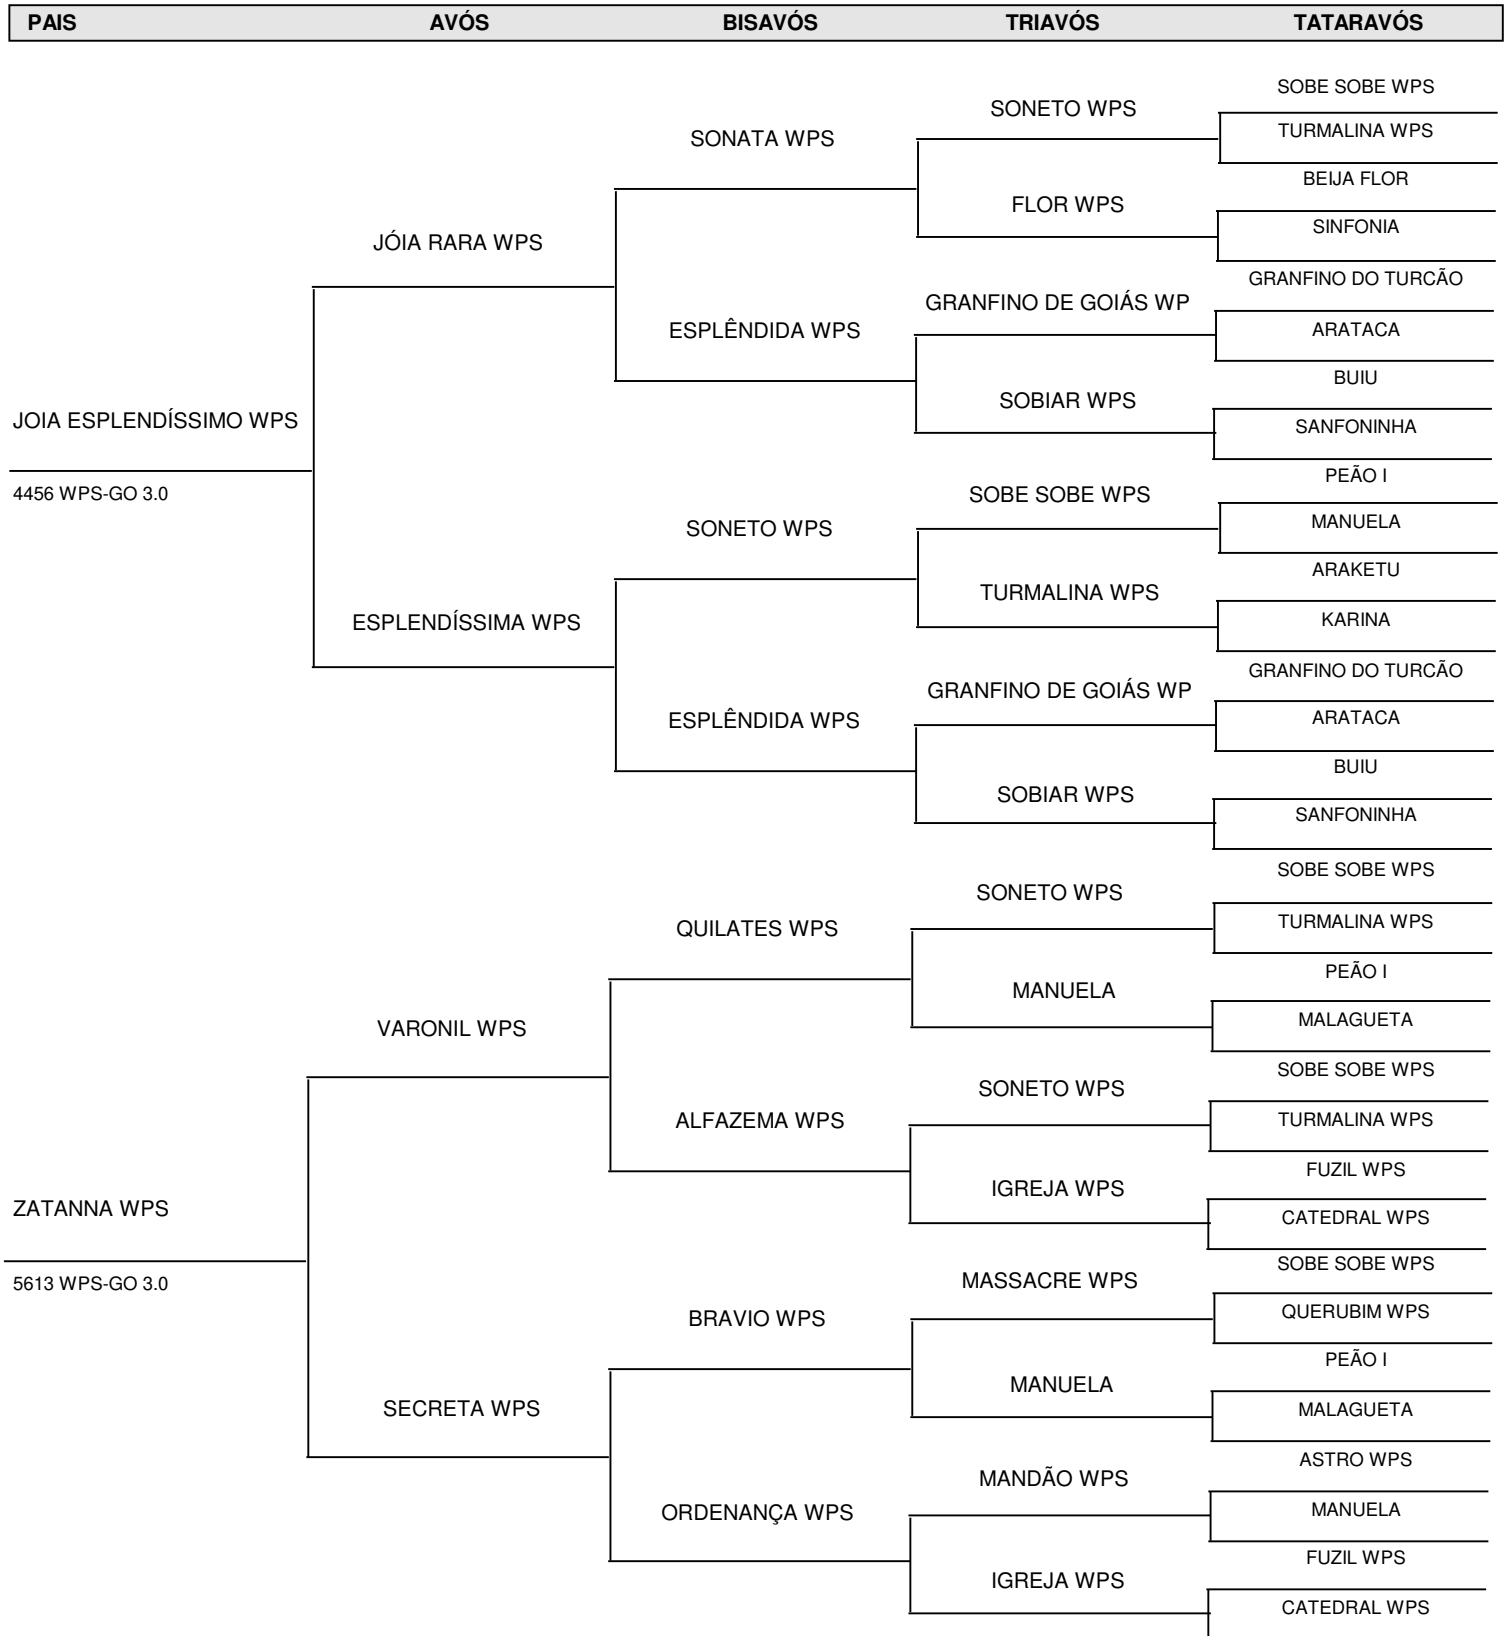 PAIS AVÓS BISAVÓS TRIAVÓS TATARAVÓS
SOBE SOBE WPS
SONETO WPS
TURMALINA WPS
SONATA WPS
BEIJA FLOR
FLOR WPS
SINFONIA
JÓIA RARA WPS
GRANFINO DO TURCÃO
GRANFINO DE GOIÁS WP
ARATACA
ESPLÊNDIDA WPS
BUIU
SOBIAR WPS
SANFONINHA
JOIA ESPLENDÍSSIMO WPS
4456 WPS-GO 3.0
PEÃO I
SOBE SOBE WPS
MANUELA
SONETO WPS
ARAKETU
TURMALINA WPS
KARINA
ESPLENDÍSSIMA WPS
GRANFINO DO TURCÃO
GRANFINO DE GOIÁS WP
ARATACA
ESPLÊNDIDA WPS
BUIU
SOBIAR WPS
SANFONINHA
SOBE SOBE WPS
SONETO WPS
TURMALINA WPS
QUILATES WPS
PEÃO I
MANUELA
MALAGUETA
VARONIL WPS
SOBE SOBE WPS
SONETO WPS
TURMALINA WPS
ALFAZEMA WPS
FUZIL WPS
IGREJA WPS
CATEDRAL WPS
ZATANNA WPS
5613 WPS-GO 3.0
SOBE SOBE WPS
MASSACRE WPS
QUERUBIM WPS
BRAVIO WPS
PEÃO I
MANUELA
MALAGUETA
SECRETA WPS
ASTRO WPS
MANDÃO WPS
MANUELA
ORDENANÇA WPS
FUZIL WPS
IGREJA WPS
CATEDRAL WPS